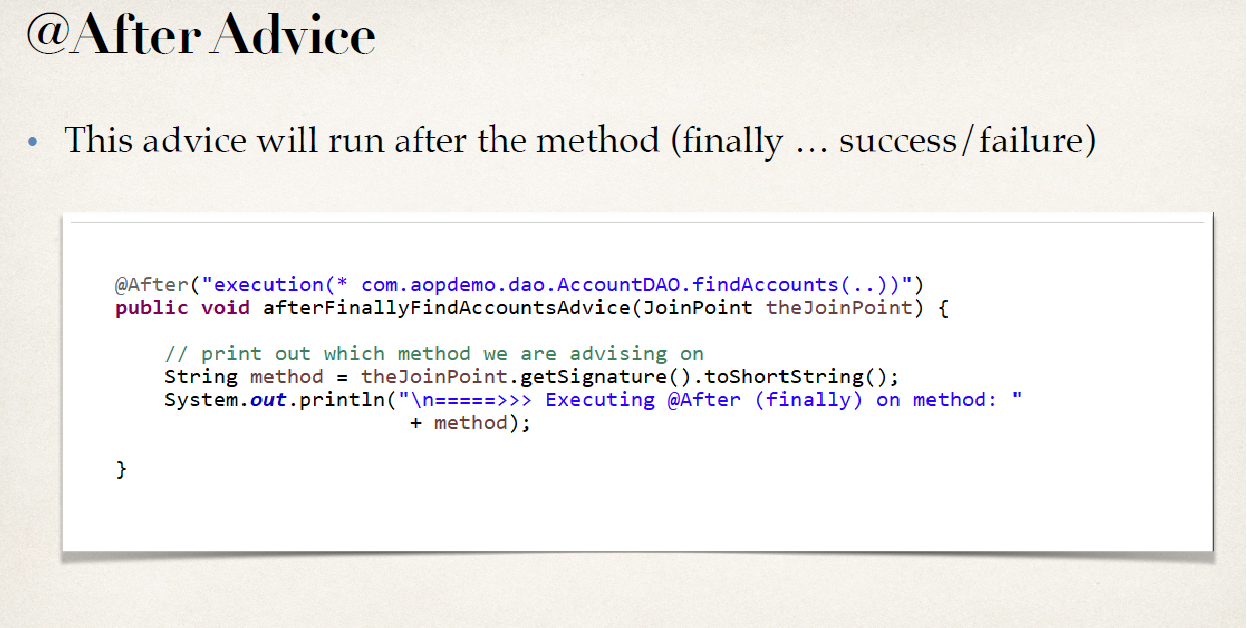 @After Advice
• This advice will run after the method (finally … success/failure)
@After("execution(* com.aopdemo.dao.AccountDAO.findAccounts(..))")
public void afterFinallyFindAccountsAdvice(JoinPoint theJoinPoint) {
// print out which method we are advising on
String method = theJoinPoint.getSignature().toShortString();
System.out.println("\n=====>>> Executing @After (finally) on method: "
+ method);
}